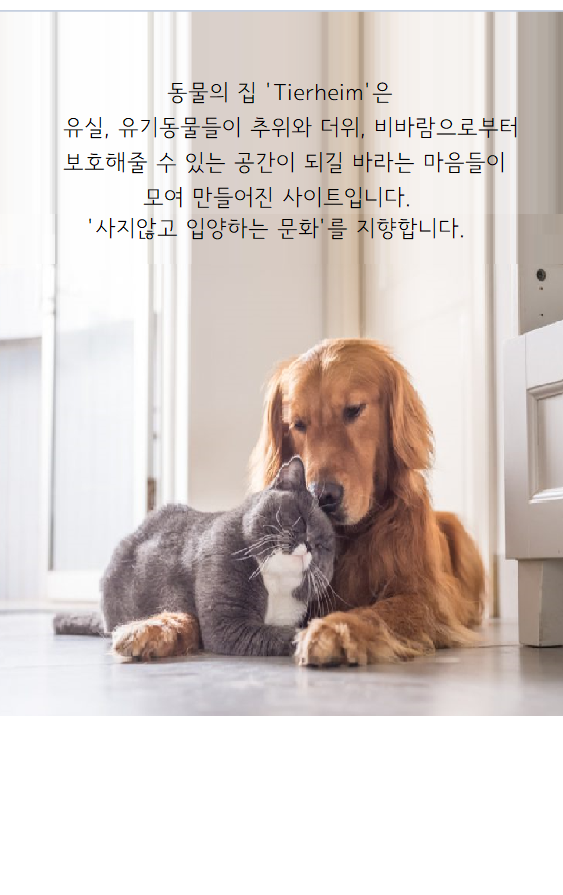 동물의 집 'Tierheim'은
유실, 유기동물들이 추위와 더위, 비바람으로부터
보호해줄 수 있는 공간이 되길 바라는 마음들이
모여 만들어진 사이트입니다.
'사지않고 입양하는 문화'를 지향합니다.